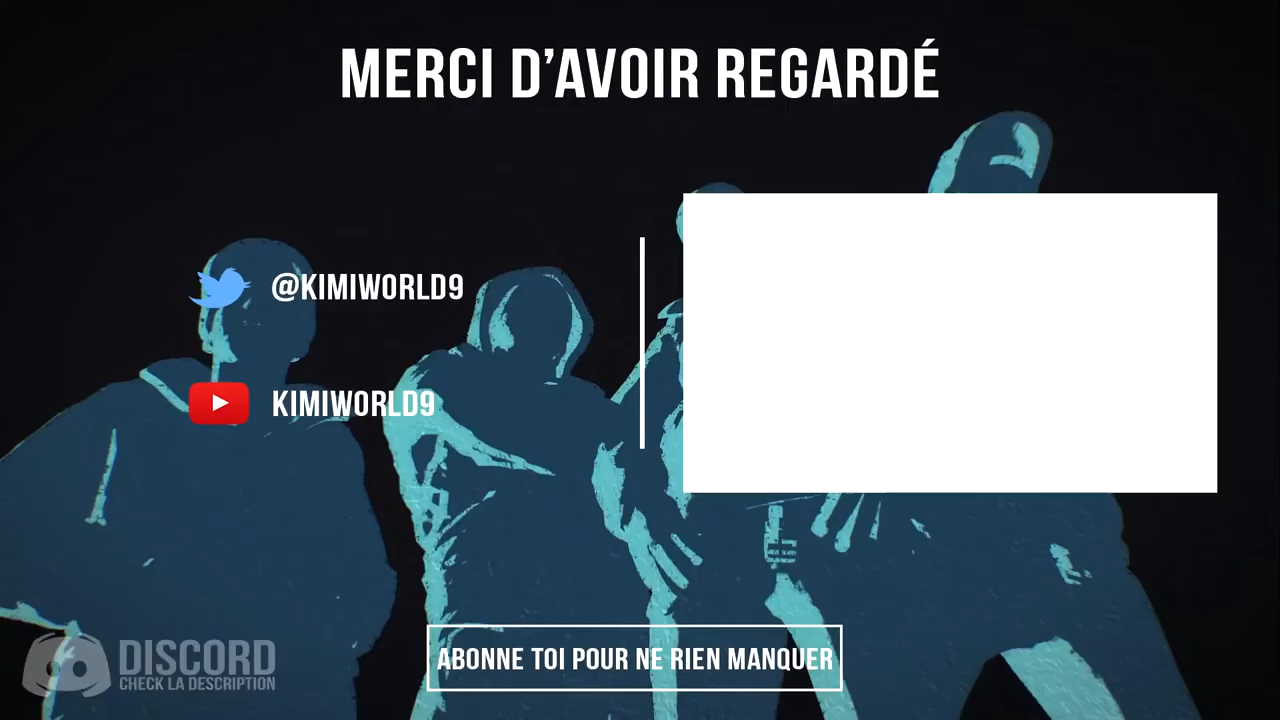 MERCI D’AVOIR REGARDÉ
@KIMIWORLD9
KIMIWORLD9
ABONNE TOI POUR NE RIEN MANQUER
DISCORD
CHECK LA DESCRIPTION